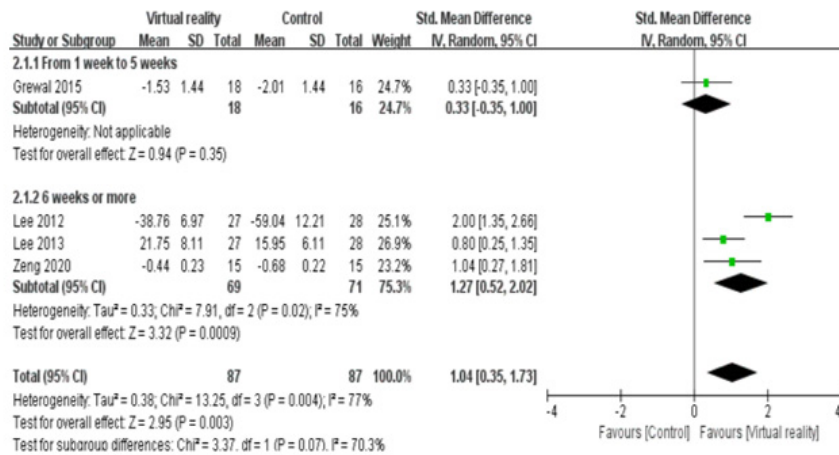 Virtual reality Control Std. Mean Difference Std. Mean Difference
Study or Subgroup Mean SD Total Mean SD Total Weight IV, Random, 95% CI IV, Random, 95% CI
2.1.1 From 1 week to 5 weeks
Grewal 2015 -1.53 1.44 18 -2.01 1.44 16 24.7% 0.33 [-0.35, 1.00]
Subtotal (95% CI) 18 16 24.7% 0.33 [-0.35, 1.00]
Heterogeneity: Not applicable
Test for overall effect: Z = 0.94 (P = 0.35)
2.1.2 6 weeks or more
Lee 2012 -38.76 6.97 27 -59.04 12.21 28 25.1% 2.00 [1.35, 2.66]
Lee 2013 21.75 8.11 27 15.95 6.11 28 26.9% 0.80 [0.25, 1.35]
Zeng 2020 -0.44 0.23 15 -0.68 0.22 15 23.2% 1.04 [0.27, 1.81]
Subtotal (95% CI) 69 71 75.3% 1.27 [0.52, 2.02]
Heterogeneity: Tau² = 0.33; Chi² = 7.91, df = 2 (P = 0.02); I² = 75%
Test for overall effect: Z = 3.32 (P = 0.0009)
Total (95% CI) 87 87 100.0% 1.04 [0.35, 1.73]
Heterogeneity: Tau² = 0.38; Chi² = 13.25, df = 3 (P = 0.004); I² = 77%
Test for overall effect: Z = 2.95 (P = 0.003)
Test for subgroup differences: Chi² = 3.37, df = 1 (P = 0.07), I² = 70.3%
-4 -2 0 2 4
Favours [Control] Favours [Virtual reality]